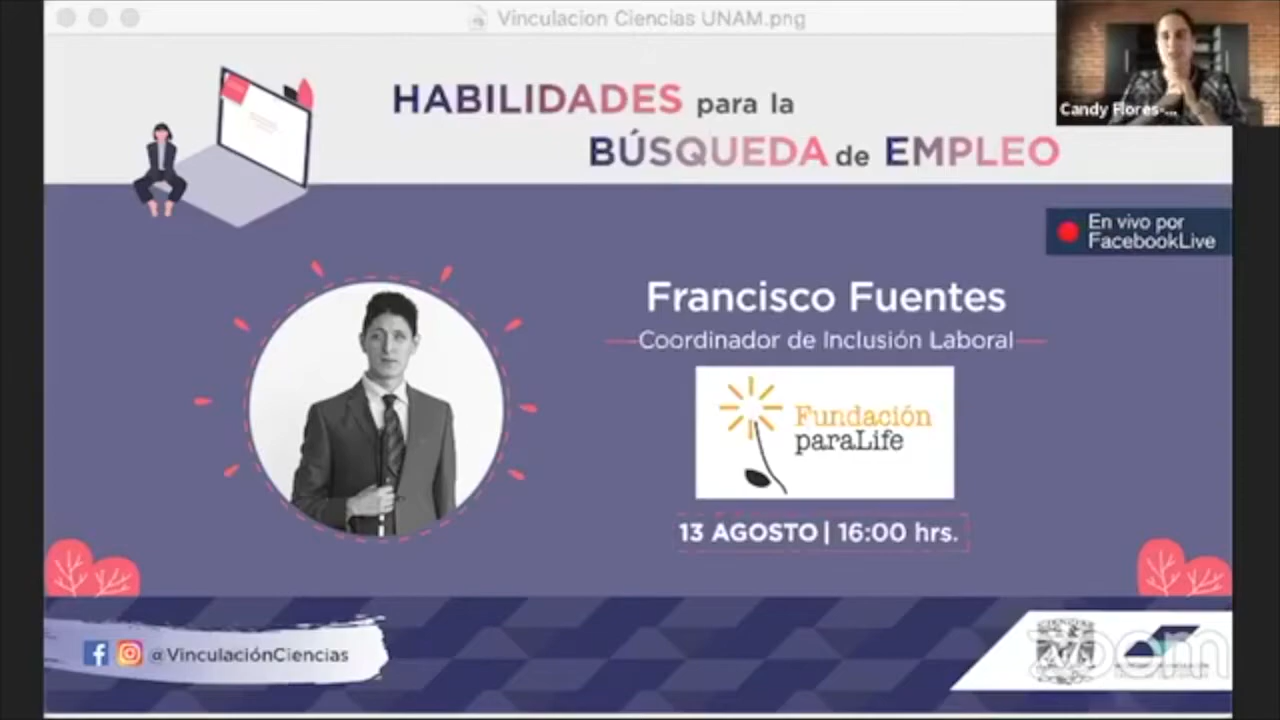 Vinculacion Ciencias UNAM.png
Candy Flores-...
HABILIDADES para la
BÚSQUEDA de EMPLEO
En vivo por
FacebookLive
Francisco Fuentes
Coordinador de Inclusión Laboral
Fundación
paraLife
13 AGOSTO | 16:00 hrs.
@VinculaciónCiencias
zoom